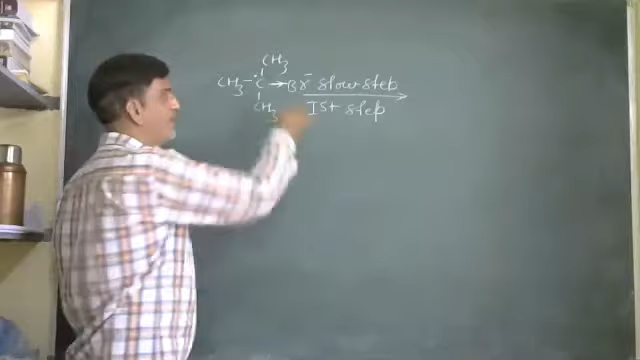 CH3
CH3 - C → Br⁻ slow step
CH3 Ist step